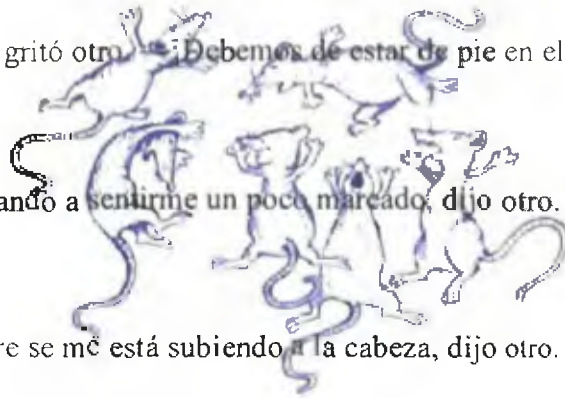 gritó otro. ¡Debemos de estar de pie en el
ando a sentirme un poco mareado, dijo otro.
re se me está subiendo a la cabeza, dijo otro.